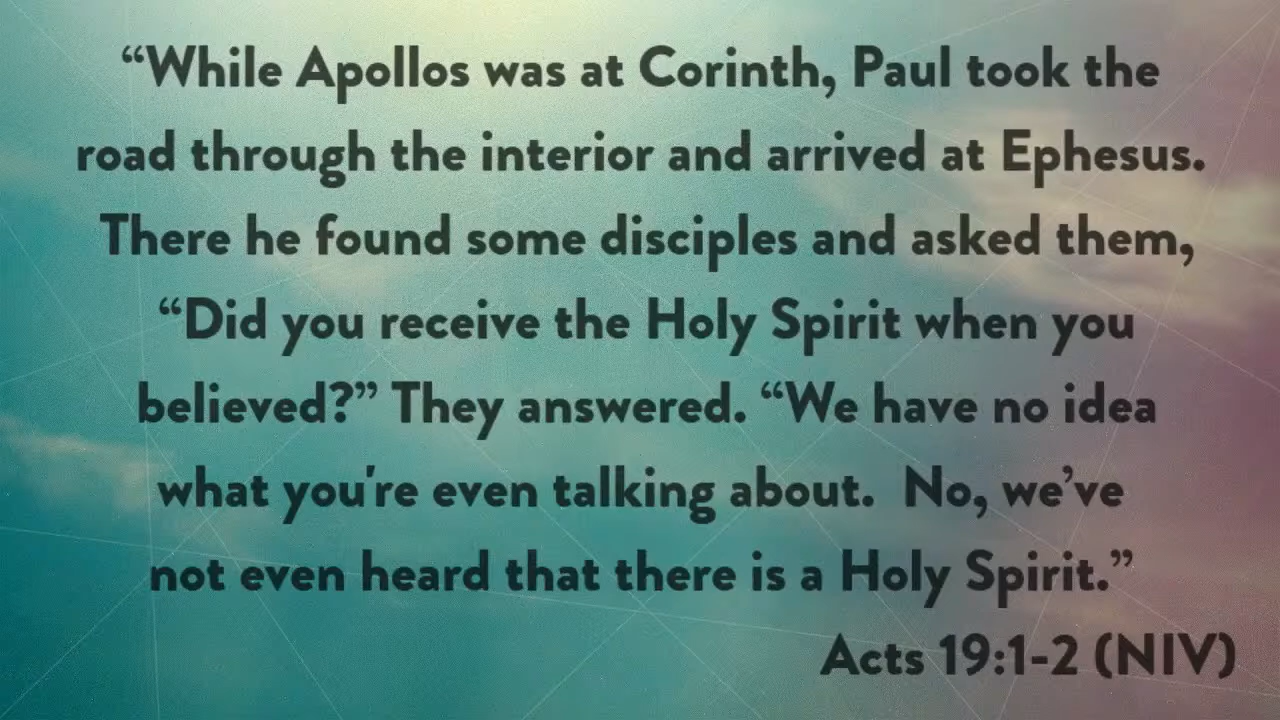 “While Apollos was at Corinth, Paul took the
road through the interior and arrived at Ephesus.
There he found some disciples and asked them,
“Did you receive the Holy Spirit when you
believed?” They answered. “We have no idea
what you're even talking about.  No, we’ve
not even heard that there is a Holy Spirit.”
Acts 19:1-2 (NIV)